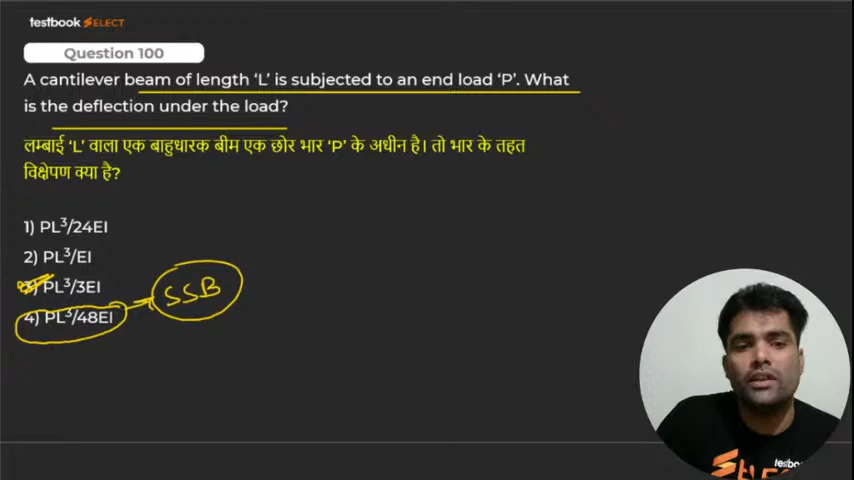 testbook SELECT
Question 100
A cantilever beam of length ‘L’ is subjected to an end load ‘P’. What
is the deflection under the load?
लम्बाई ‘L’ वाला एक बाहुधारक बीम एक छोर भार ‘P’ के अधीन है। तो भार के तहत
विक्षेपण क्या है?
1) PL³/24EI
2) PL³/EI
3) PL³/3EI
4) PL³/48EI
SSB
testbook